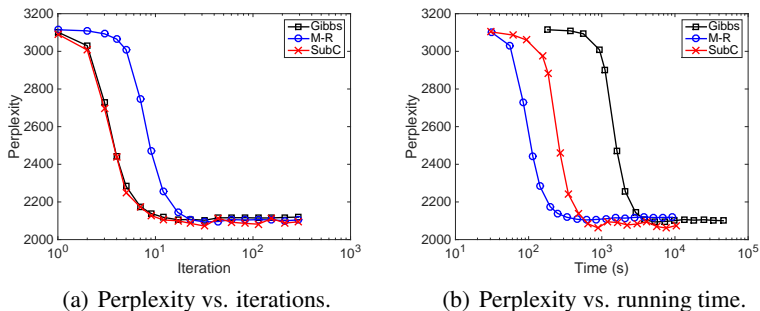 3200
3000
2800
2600
2400
2200
2000
Perplexity
10^0
10^1
10^2
10^3
Iteration
Gibbs
M-R
SubC
(a) Perplexity vs. iterations.
3200
3000
2800
2600
2400
2200
2000
Perplexity
10^1
10^2
10^3
10^4
10^5
Time (s)
Gibbs
M-R
SubC
(b) Perplexity vs. running time.